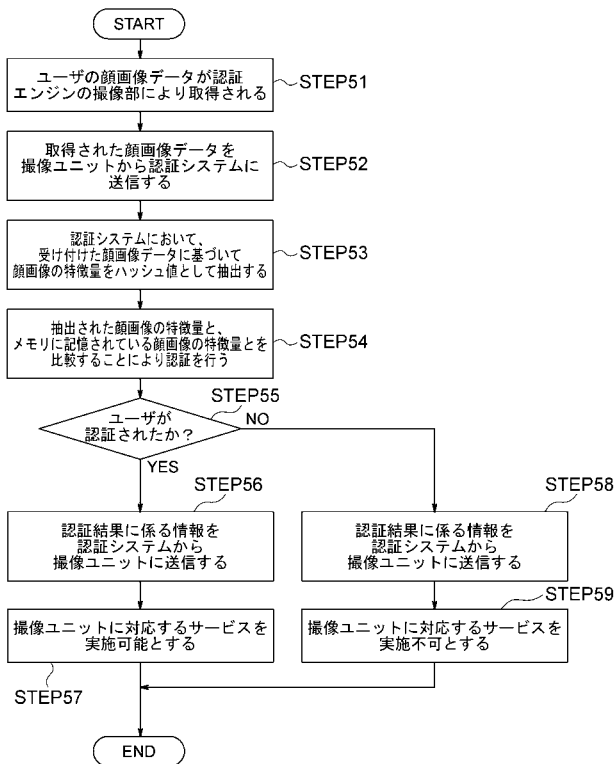 START
ユーザの顔画像データが認証
エンジンの撮像部により取得される
STEP51
取得された顔画像データを
撮像ユニットから認証システムに
送信する
STEP52
認証システムにおいて、
受け付けた顔画像データに基づいて
顔画像の特徴量をハッシュ値として抽出する
STEP53
抽出された顔画像の特徴量と、
メモリに記憶されている顔画像の特徴量とを
比較することにより認証を行う
STEP54
STEP55
ユーザが
認証されたか？
NO
YES
STEP56
認証結果に係る情報を
認証システムから
撮像ユニットに送信する
STEP58
認証結果に係る情報を
認証システムから
撮像ユニットに送信する
撮像ユニットに対応するサービスを
実施可能とする
STEP57
STEP59
撮像ユニットに対応するサービスを
実施不可とする
END